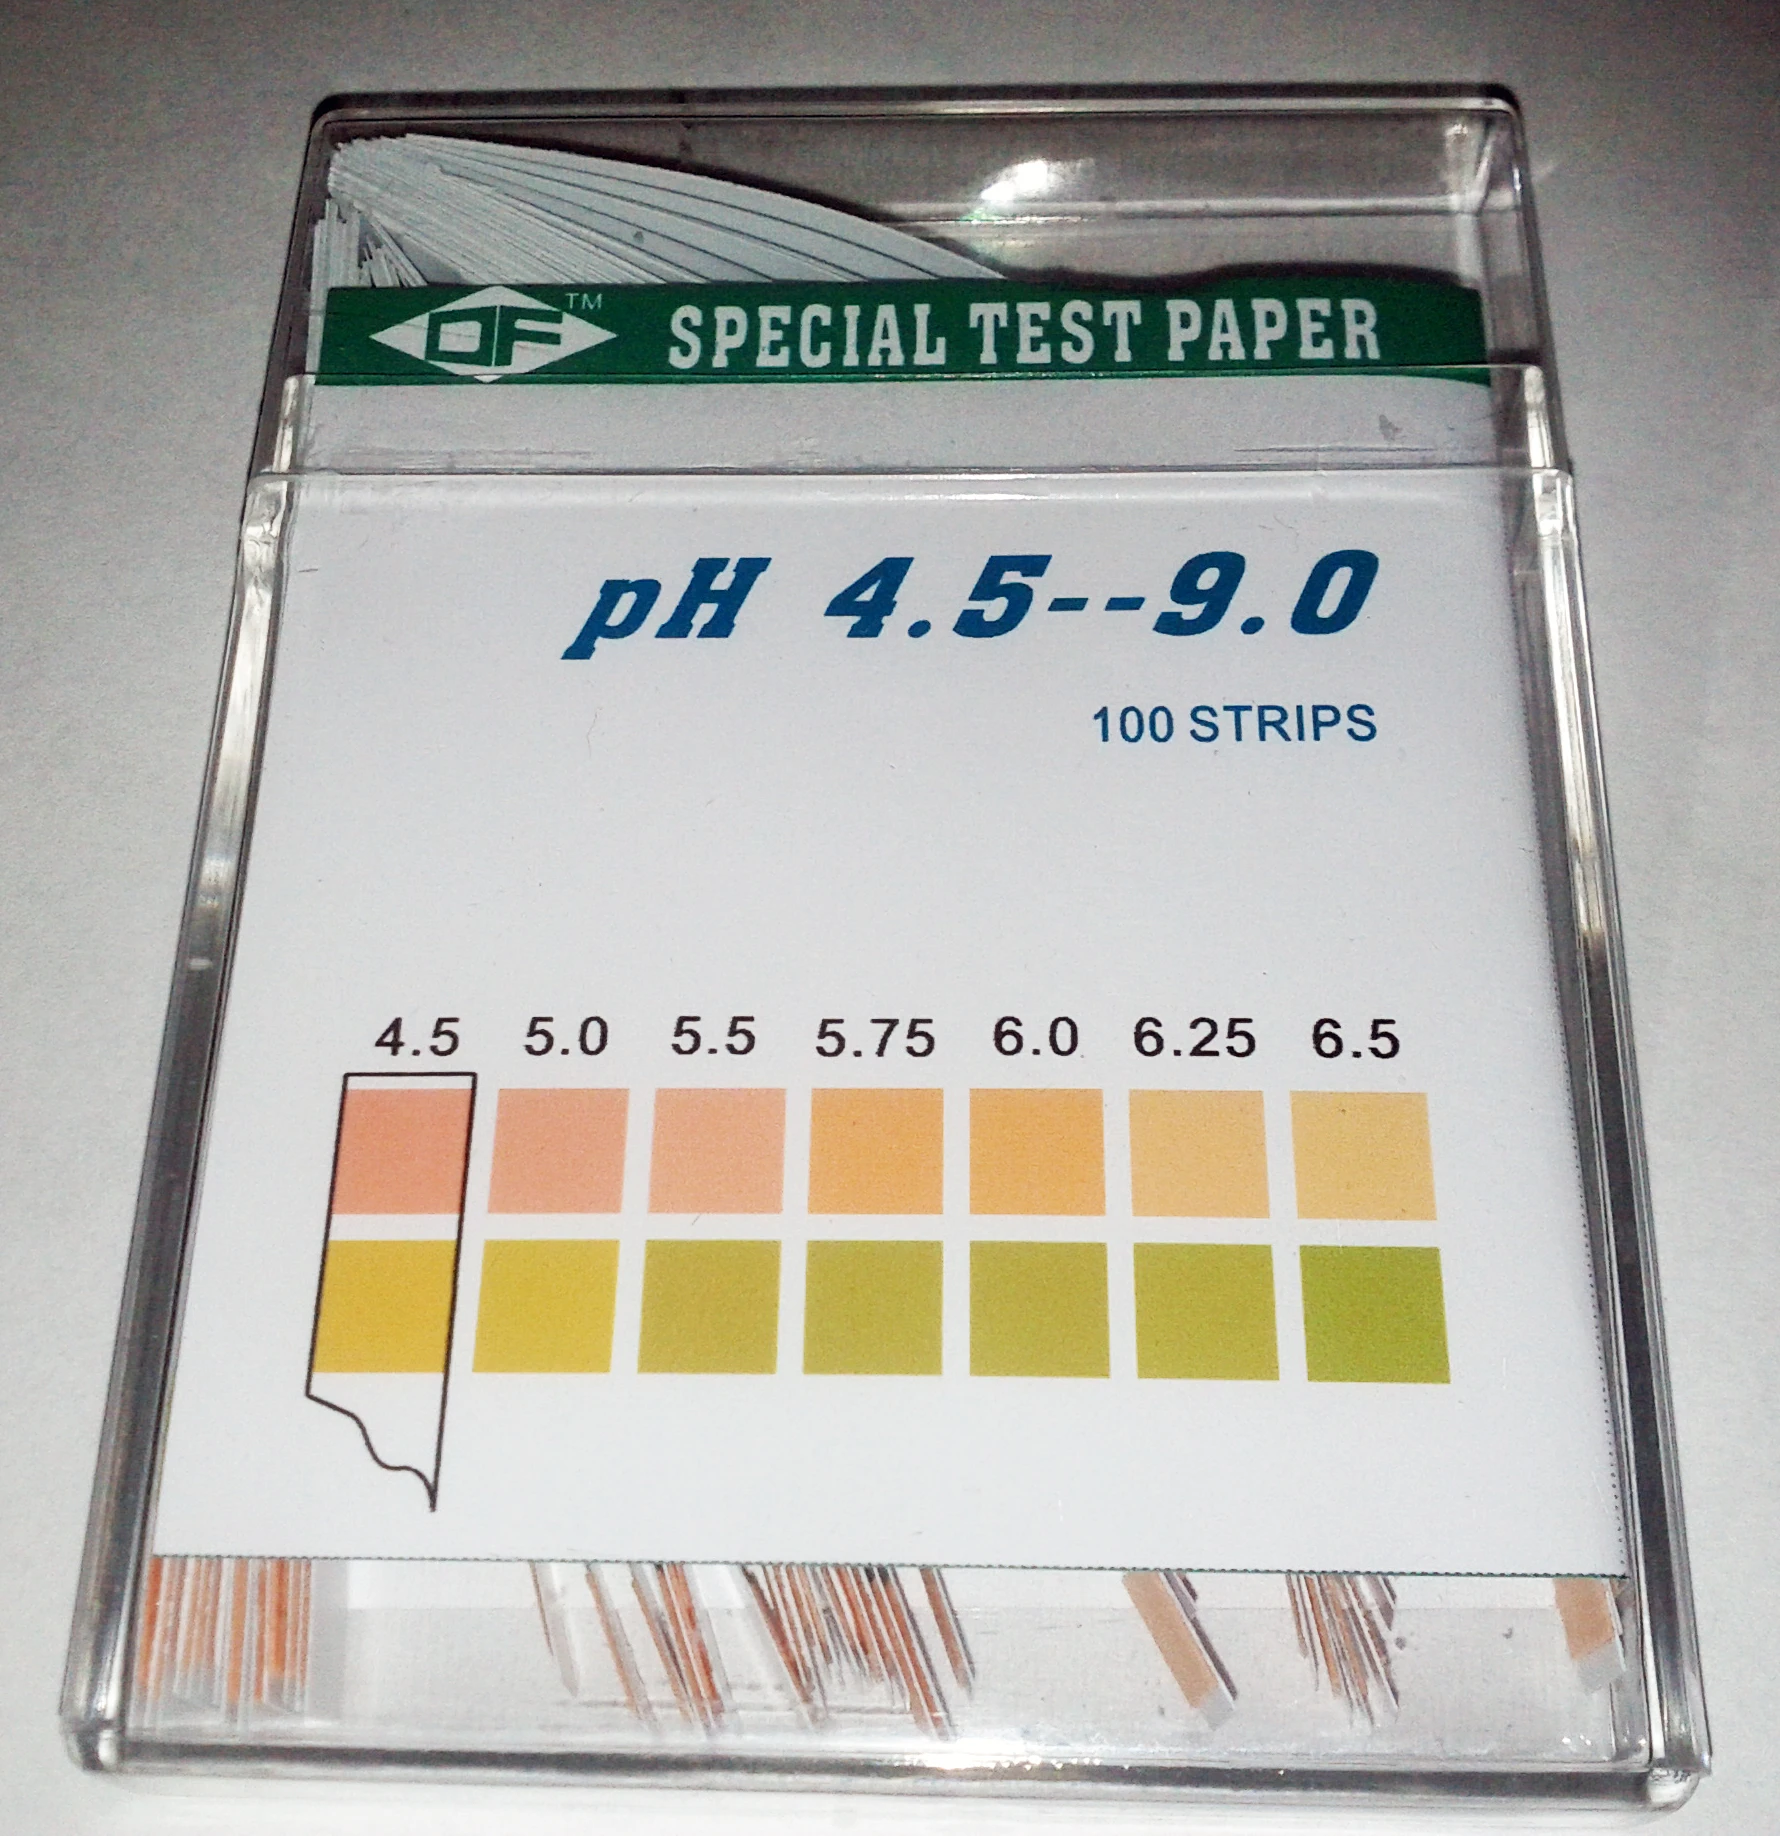 DF™ SPECIAL TEST PAPER
pH 4.5--9.0
100 STRIPS
4.5 5.0 5.5 5.75 6.0 6.25 6.5